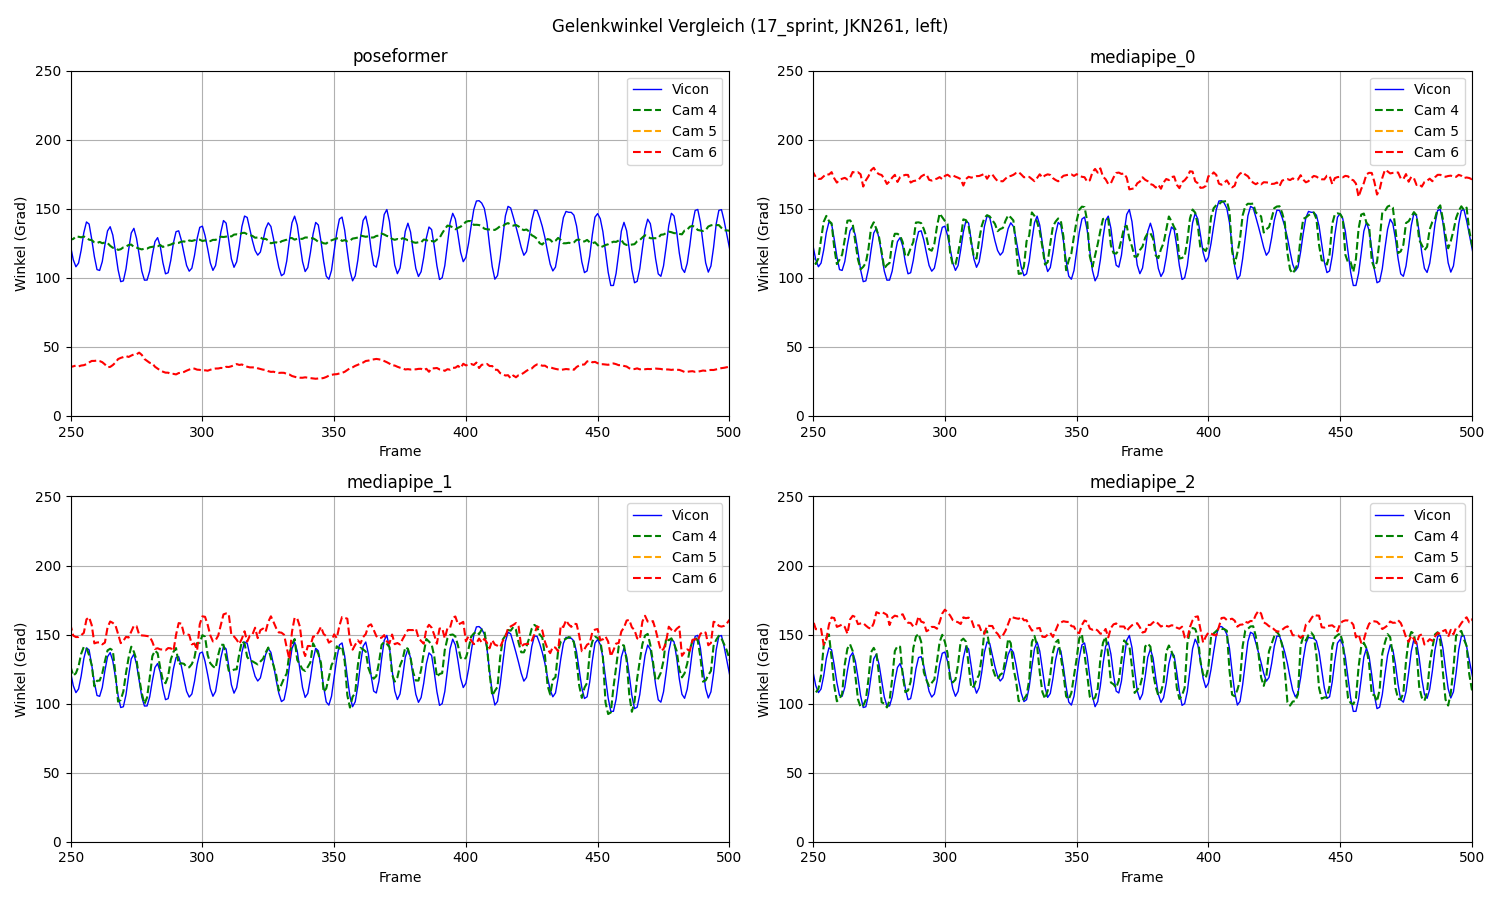 Gelenkwinkel Vergleich (17_sprint, JKN261, left)
poseformer
250
200
150
100
50
0
Winkel (Grad)
250
300
350
400
450
500
Frame
Vicon
Cam 4
Cam 5
Cam 6
mediapipe_0
250
200
150
100
50
0
Winkel (Grad)
250
300
350
400
450
500
Frame
Vicon
Cam 4
Cam 5
Cam 6
mediapipe_1
250
200
150
100
50
0
Winkel (Grad)
250
300
350
400
450
500
Frame
Vicon
Cam 4
Cam 5
Cam 6
mediapipe_2
250
200
150
100
50
0
Winkel (Grad)
250
300
350
400
450
500
Frame
Vicon
Cam 4
Cam 5
Cam 6